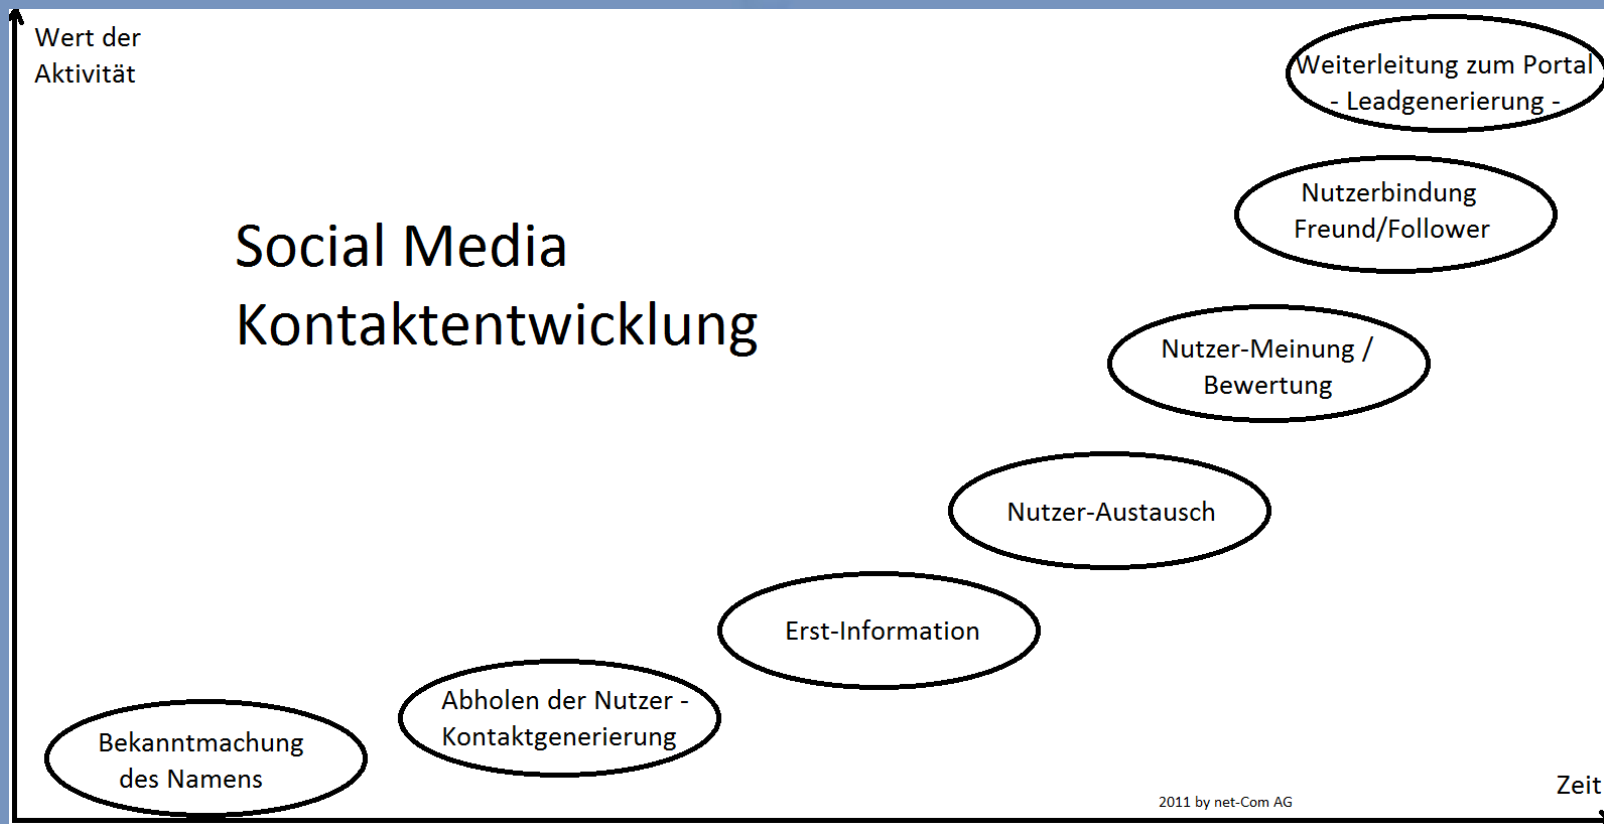 Wert der
Aktivität
Weiterleitung zum Portal
- Leadgenerierung -
Nutzerbindung
Freund/Follower
Social Media
Kontaktentwicklung
Nutzer-Meinung /
Bewertung
Nutzer-Austausch
Erst-Information
Abholen der Nutzer -
Kontaktgenerierung
Bekanntmachung
des Namens
Zeit
2011 by net-Com AG